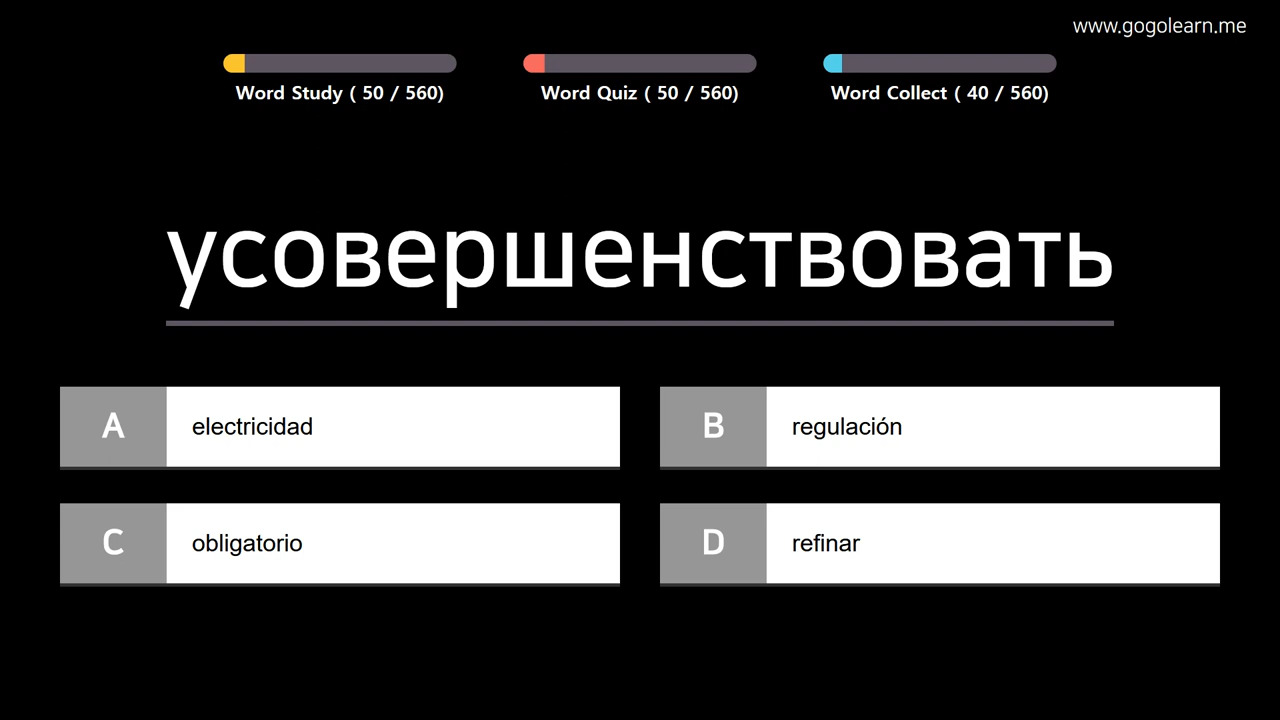 www.gogolearn.me
Word Study ( 50 / 560)
Word Quiz ( 50 / 560)
Word Collect ( 40 / 560)
усовершенствовать
A electricidad
B regulación
C obligatorio
D refinar